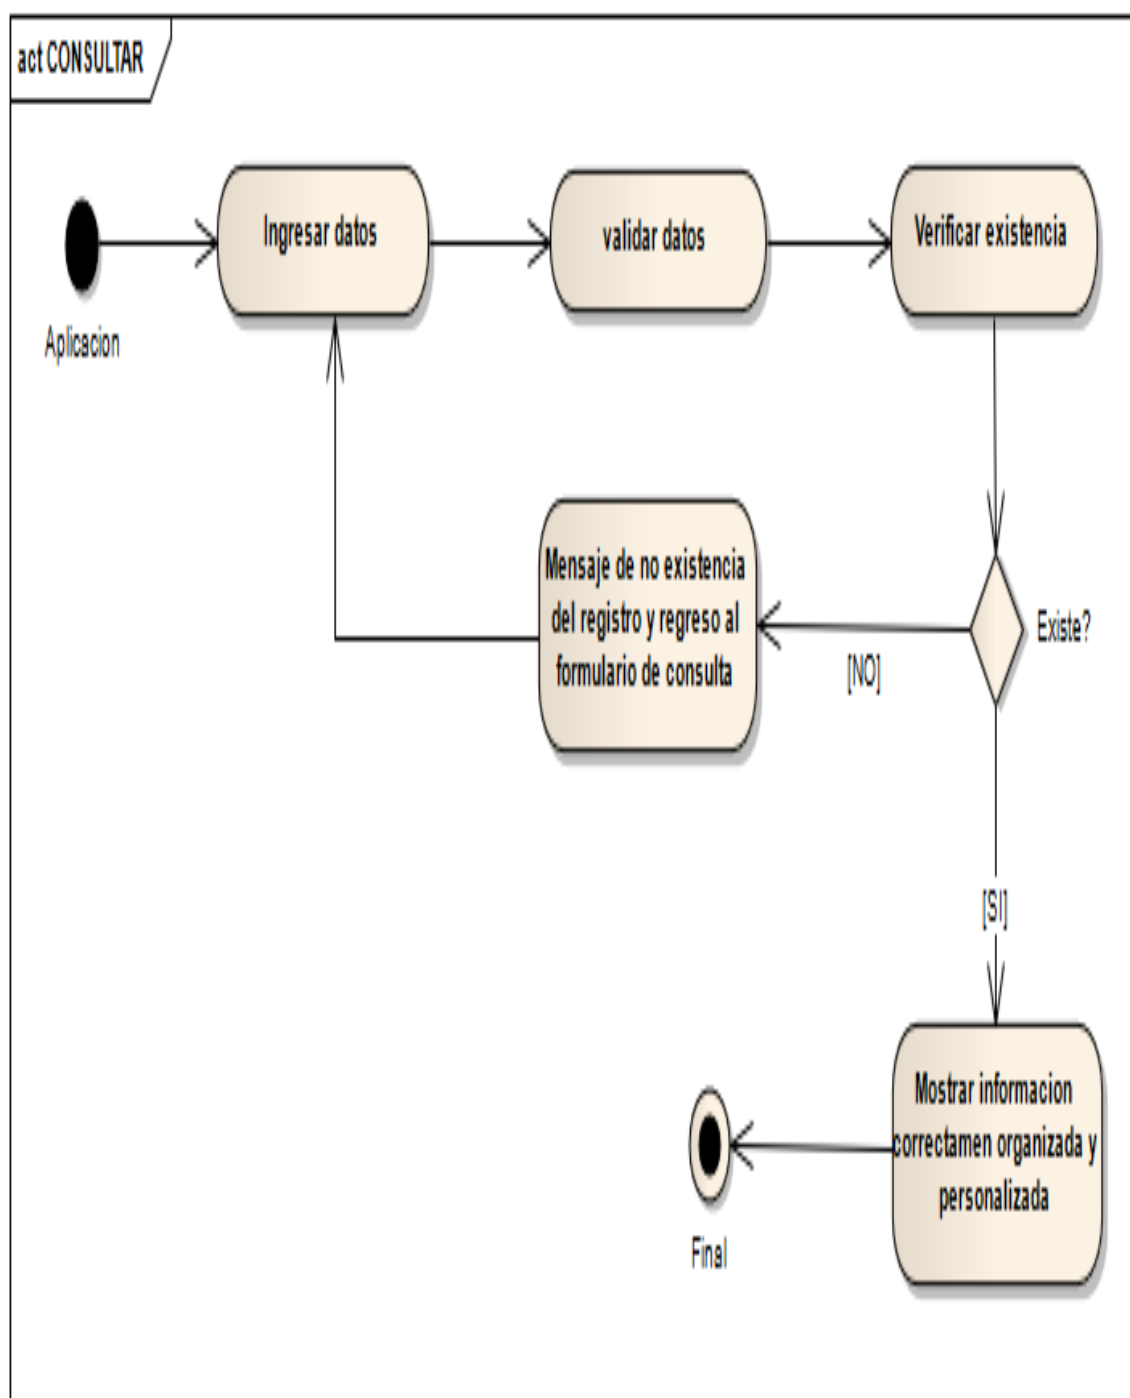 act CONSULTAR
Ingresar datos
validar datos
Verificar existencia
Aplicacion
Mensaje de no existencia
del registro y regreso al
formulario de consulta
[NO]
Existe?
[SI]
Mostrar informacion
correctamen organizada y
personalizada
Final